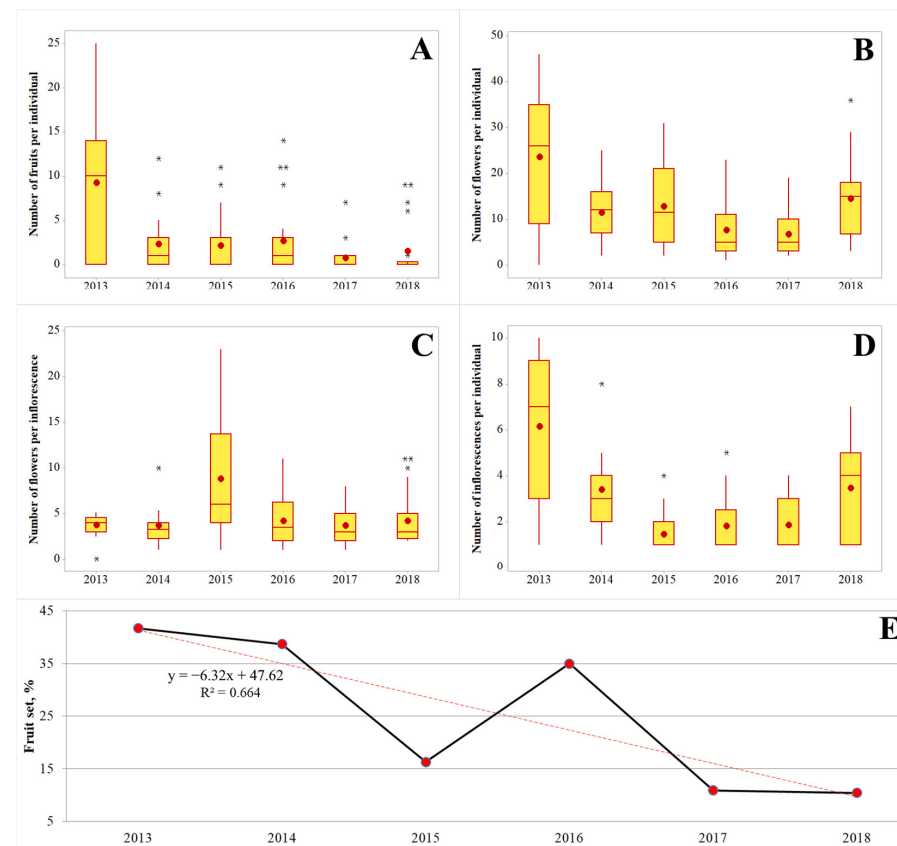 A
Number of fruits per individual
25
20
15
10
5
0
2013 2014 2015 2016 2017 2018
B
Number of flowers per individual
50
40
30
20
10
0
2013 2014 2015 2016 2017 2018
C
Number of flowers per inflorescence
25
20
15
10
5
0
2013 2014 2015 2016 2017 2018
D
Number of inflorescences per individual
10
8
6
4
2
0
2013 2014 2015 2016 2017 2018
E
Fruit set, %
45
35
25
15
5
y = −6.32x + 47.62
R² = 0.664
2013 2014 2015 2016 2017 2018